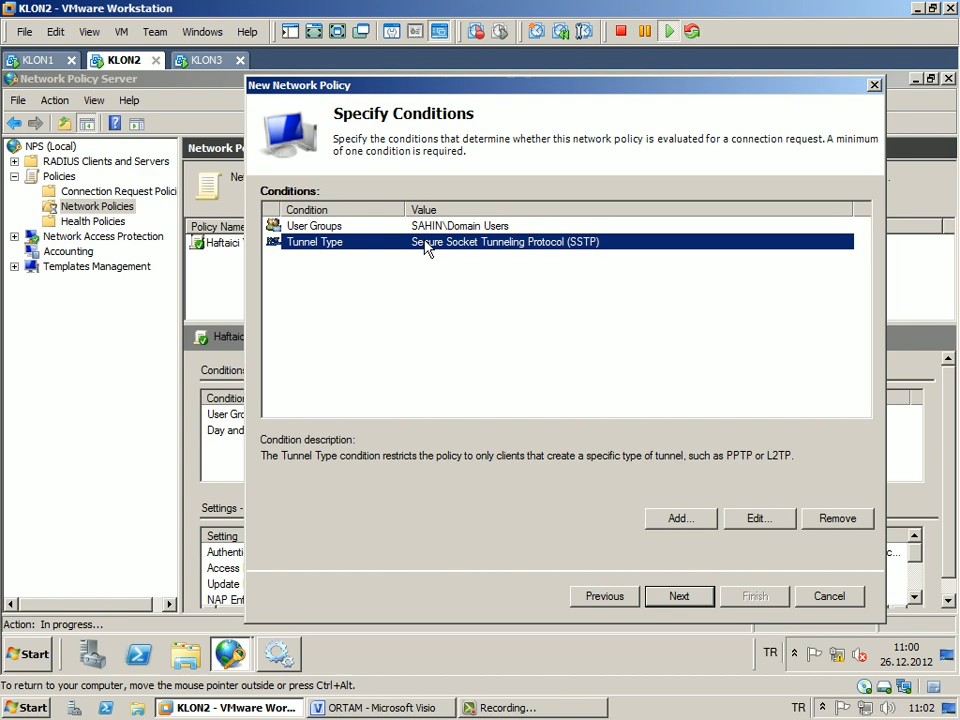 KLON2 - VMware Workstation
File Edit View VM Team Windows Help
KLON1 KLON2 KLON3
Network Policy Server
File Action View Help
New Network Policy
Specify Conditions
Specify the conditions that determine whether this network policy is evaluated for a connection request. A minimum
of one condition is required.
NPS (Local)
RADIUS Clients and Servers
Policies
Connection Request Polici
Network Policies
Health Policies
Network Access Protection
Accounting
Templates Management
Network Po
Ne
Policy Name
Haftaici
Haftaic
Condition
Conditio
User Gro
Day and
Settings -
Setting
Authenti
Access
Update
NAP Enf
c...
Conditions:
Condition Value
User Groups SAHIN\Domain Users
Tunnel Type Secure Socket Tunneling Protocol (SSTP)
Condition description:
The Tunnel Type condition restricts the policy to only clients that create a specific type of tunnel, such as PPTP or L2TP.
Add... Edit... Remove
Previous Next Finish Cancel
Action: In progress...
Start TR 11:00
26.12.2012
To return to your computer, move the mouse pointer outside or press Ctrl+Alt.
Start KLON2 - VMware Wor... ORTAM - Microsoft Visio Recording... TR 11:02